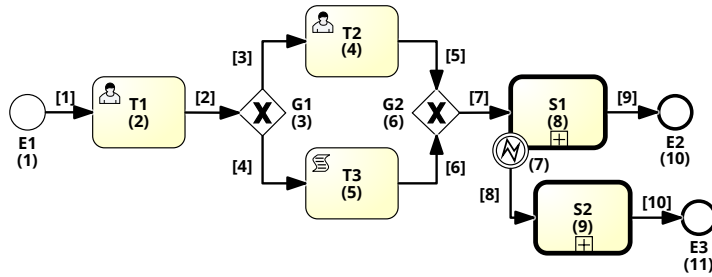 T2
(4)
[3]
[5]
[1]
T1
(2)
[2]
G1
(3)
G2
(6)
[7]
S1
(8)
[9]
E1
(1)
E2
(10)
[4]
T3
(5)
[6]
(7)
[8]
S2
(9)
[10]
E3
(11)